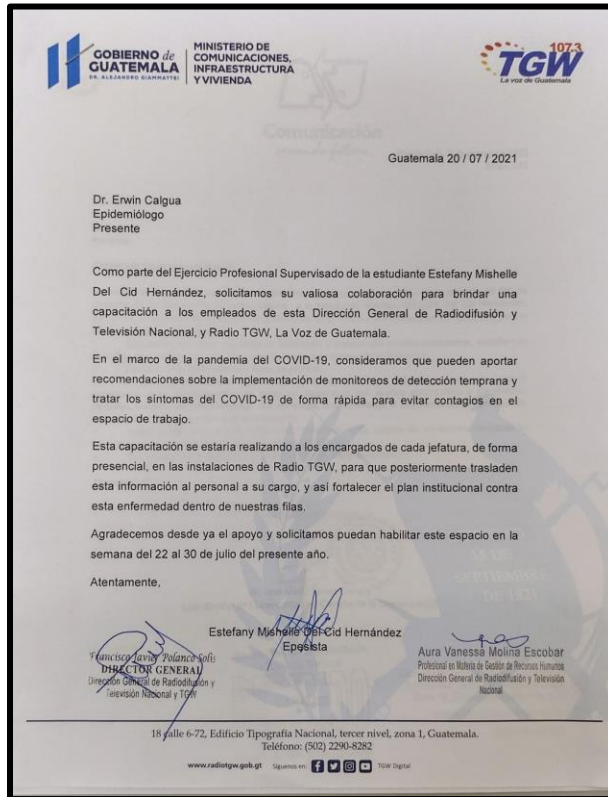 GOBIERNO de
GUATEMALA
DR. ALEJANDRO GIAMMATTEI
MINISTERIO DE
COMUNICACIONES,
INFRAESTRUCTURA
Y VIVIENDA
107.3
TGW
La voz de Guatemala
Comunicación
Guatemala 20 / 07 / 2021
Dr. Erwin Calgua
Epidemiólogo
Presente
Como parte del Ejercicio Profesional Supervisado de la estudiante Estefany Mishelle
Del Cid Hernández, solicitamos su valiosa colaboración para brindar una
capacitación a los empleados de esta Dirección General de Radiodifusión y
Televisión Nacional, y Radio TGW, La Voz de Guatemala.
En el marco de la pandemia del COVID-19, consideramos que pueden aportar
recomendaciones sobre la implementación de monitoreos de detección temprana y
tratar los síntomas del COVID-19 de forma rápida para evitar contagios en el
espacio de trabajo.
Esta capacitación se estaría realizando a los encargados de cada jefatura, de forma
presencial, en las instalaciones de Radio TGW, para que posteriormente trasladen
esta información al personal a su cargo, y así fortalecer el plan institucional contra
esta enfermedad dentro de nuestras filas.
Agradecemos desde ya el apoyo y solicitamos puedan habilitar este espacio en la
semana del 22 al 30 de julio del presente año.
Atentamente,
15 DE
SEPTIEMBRE
DE 1821
Estefany Mishelle Del Cid Hernández
Epesista
Francisco Javier Polanco Solis
DIRECTOR GENERAL
Dirección General de Radiodifusión y
Televisión Nacional y TGW
Aura Vanessa Molina Escobar
Profesional en Materia de Gestión de Recursos Humanos
Dirección General de Radiodifusión y Televisión
Nacional
18 calle 6-72, Edificio Tipografía Nacional, tercer nivel, zona 1, Guatemala.
Teléfono: (502) 2290-8282
www.radiotgw.gob.gt Síguenos en: TGW Digital